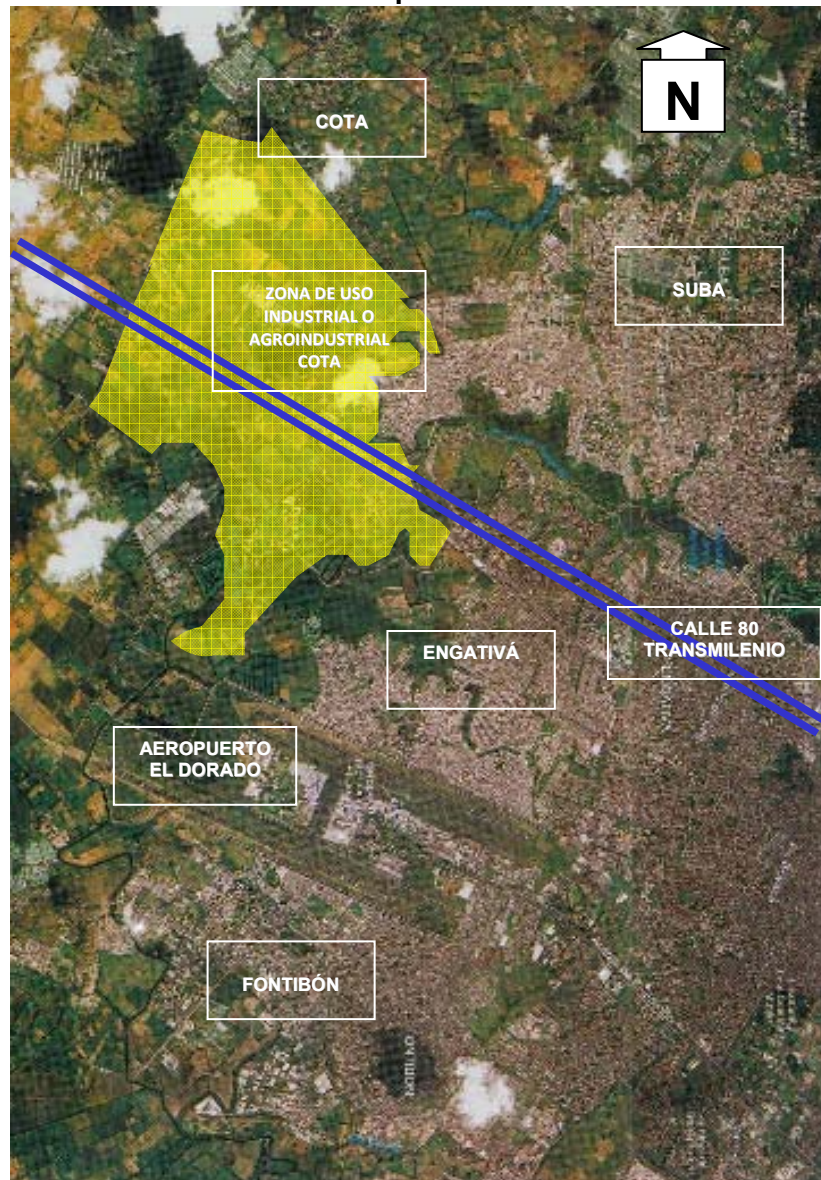 N
COTA
SUBA
ZONA DE USO
INDUSTRIAL O
AGROINDUSTRIAL
COTA
CALLE 80
TRANSMILENIO
ENGATIVÁ
AEROPUERTO
EL DORADO
FONTIBÓN